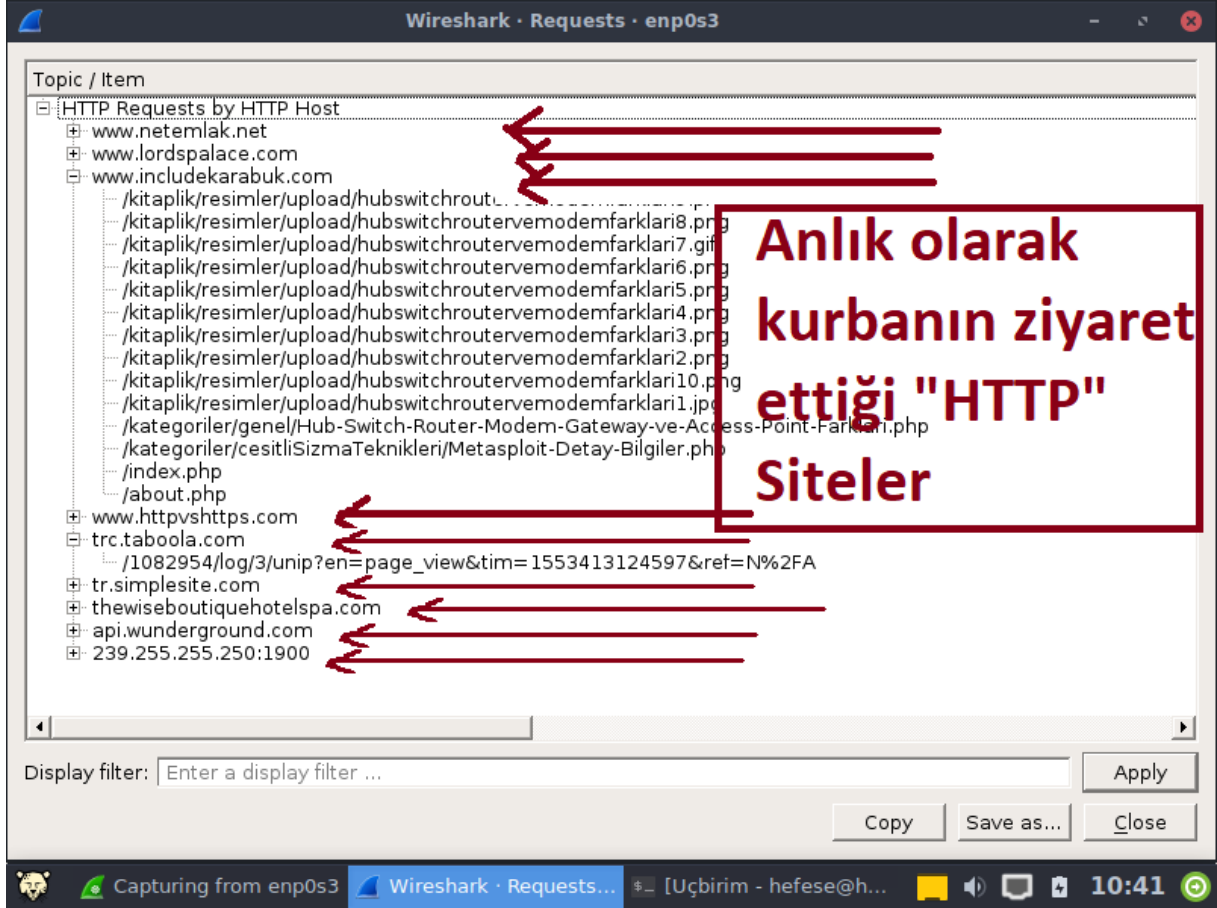 Wireshark · Requests · enp0s3
Topic / Item
HTTP Requests by HTTP Host
www.netemlak.net
www.lordspalace.com
www.includekarabuk.com
/kitaplik/resimler/upload/hubswitchroutervemodemfarklari8.png
/kitaplik/resimler/upload/hubswitchroutervemodemfarklari7.gif
/kitaplik/resimler/upload/hubswitchroutervemodemfarklari6.png
/kitaplik/resimler/upload/hubswitchroutervemodemfarklari5.png
/kitaplik/resimler/upload/hubswitchroutervemodemfarklari4.png
/kitaplik/resimler/upload/hubswitchroutervemodemfarklari3.png
/kitaplik/resimler/upload/hubswitchroutervemodemfarklari2.png
/kitaplik/resimler/upload/hubswitchroutervemodemfarklari10.png
/kitaplik/resimler/upload/hubswitchroutervemodemfarklari1.jpg
/kategoriler/genel/Hub-Switch-Router-Modem-Gateway-ve-Access-Point-Farklari.php
/kategoriler/cesitliSizmaTeknikleri/Metasploit-Detay-Bilgiler.php
/index.php
/about.php
www.httpvshttps.com
trc.taboola.com
/1082954/log/3/unip?en=page_view&tim=1553413124597&ref=N%2FA
tr.simplesite.com
thewiseboutiquehotelspa.com
api.wunderground.com
239.255.255.250:1900
Anlık olarak
kurbanın ziyaret
ettiği "HTTP"
Siteler
Display filter: Enter a display filter ... Apply
Copy Save as... Close
Capturing from enp0s3 Wireshark · Requests... [Uçbirim - hefese@h... 10:41